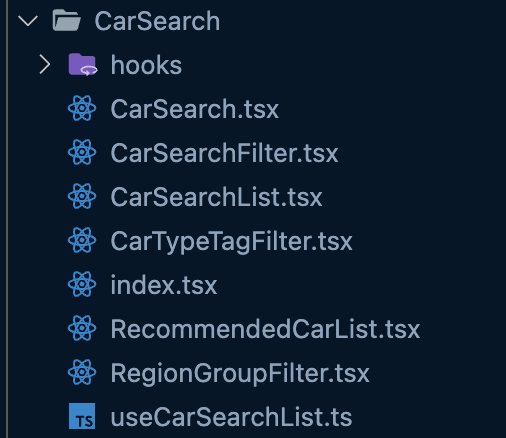 CarSearch
hooks
CarSearch.tsx
CarSearchFilter.tsx
CarSearchList.tsx
CarTypeTagFilter.tsx
index.tsx
RecommendedCarList.tsx
RegionGroupFilter.tsx
TS useCarSearchList.ts